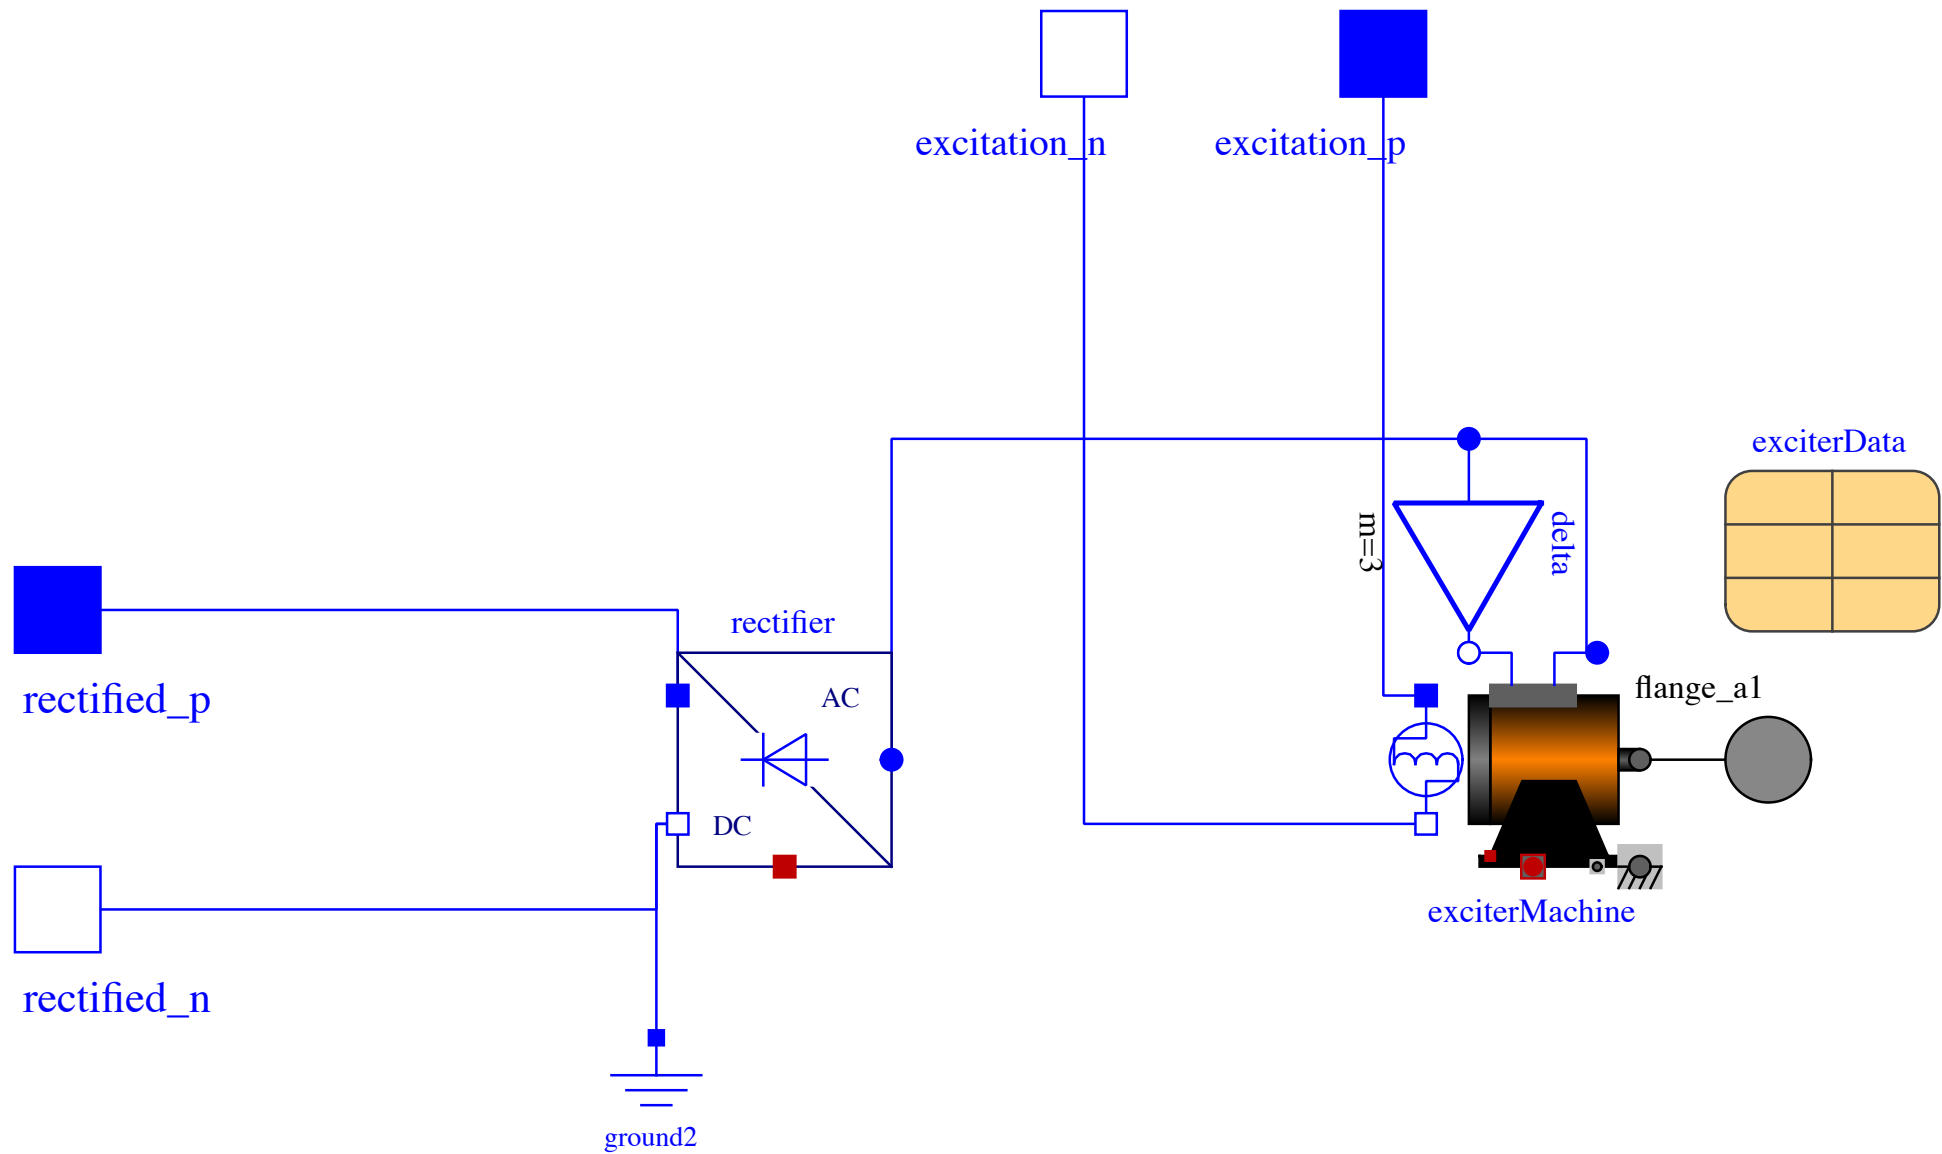 excitation_n
excitation_p
exciterData
m=3
delta
rectifier
AC
flange_a1
rectified_p
DC
exciterMachine
rectified_n
ground2